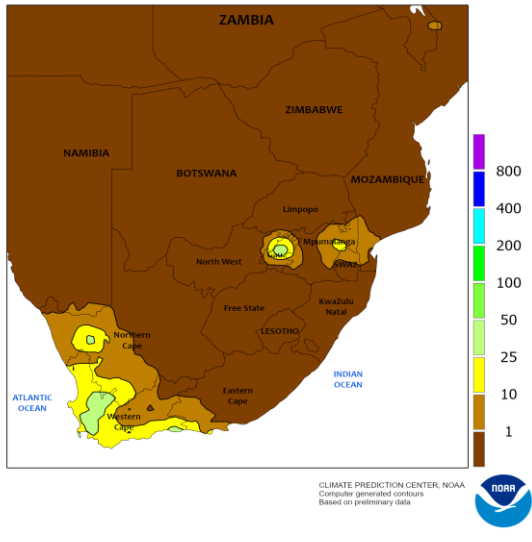 ZAMBIA
ZIMBABWE
NAMIBIA
BOTSWANA
MOZAMBIQUE
Limpopo
Mpumalanga
North West
Gau.
SWAZ.
Free State
KwaZulu
Natal
LESOTHO
Northern
Cape
Eastern
Cape
Western
Cape
ATLANTIC
OCEAN
INDIAN
OCEAN
800
400
200
100
50
25
10
1
CLIMATE PREDICTION CENTER, NOAA
Computer generated contours
Based on preliminary data
NOAA